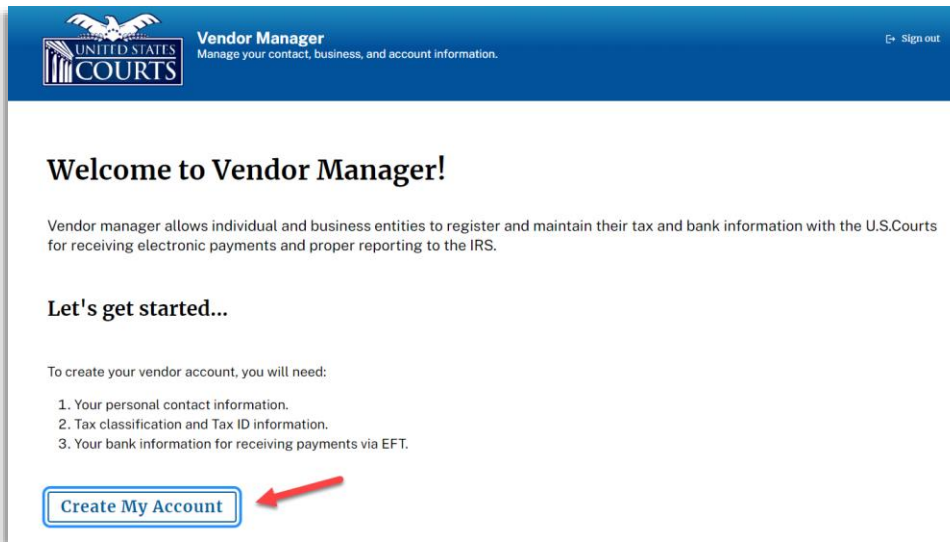 UNITED STATES
COURTS
Vendor Manager
Manage your contact, business, and account information.
Sign out
Welcome to Vendor Manager!
Vendor manager allows individual and business entities to register and maintain their tax and bank information with the U.S.Courts
for receiving electronic payments and proper reporting to the IRS.
Let's get started...
To create your vendor account, you will need:
1. Your personal contact information.
2. Tax classification and Tax ID information.
3. Your bank information for receiving payments via EFT.
Create My Account